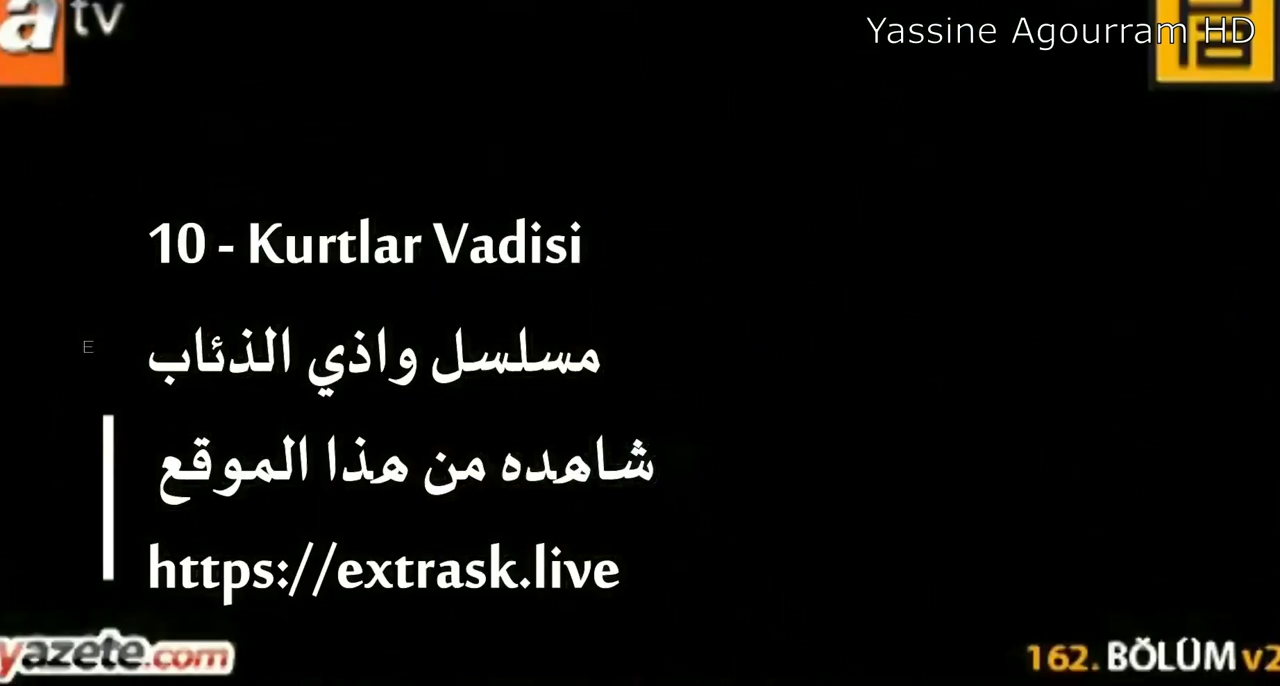 atv
Yassine Agourram HD
10 - Kurtlar Vadisi
مسلسل واذي الذئاب
E
شاهده من هذا الموقع
https://extrask.live
yazete.com
162. BÖLÜM v2